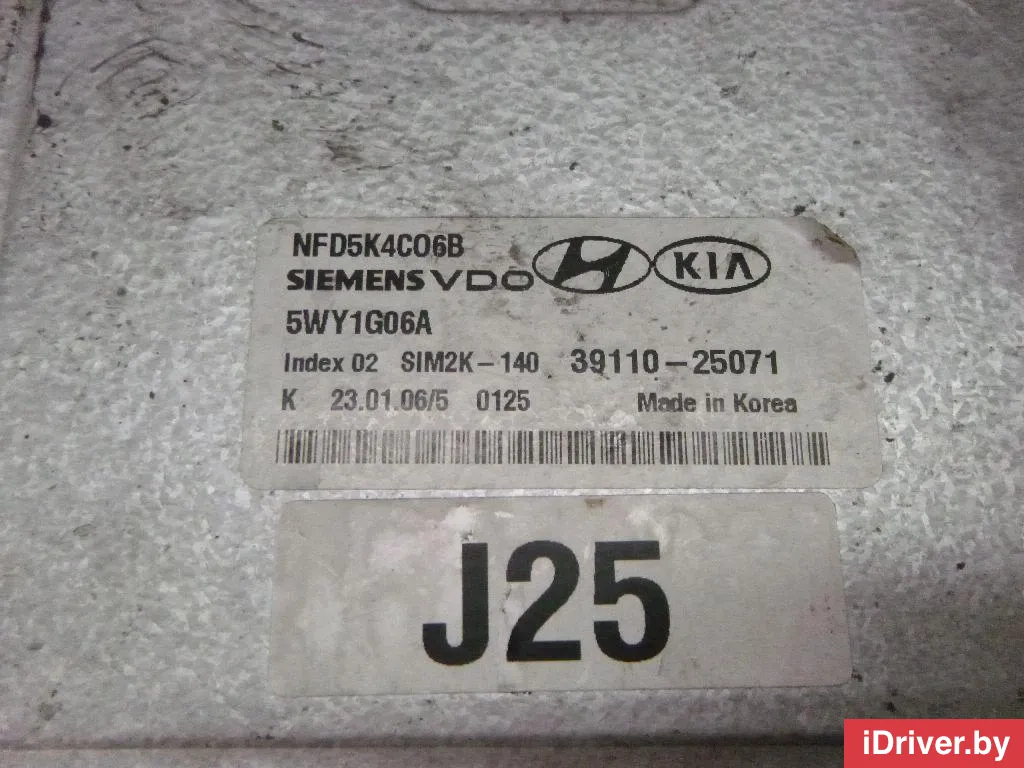 NFD5K4C06B
SIEMENS VDO KIA
5WY1G06A
Index 02 SIM2K-140 39110-25071
K 23.01.06/5 0125 Made in Korea
J25
iDriver.by